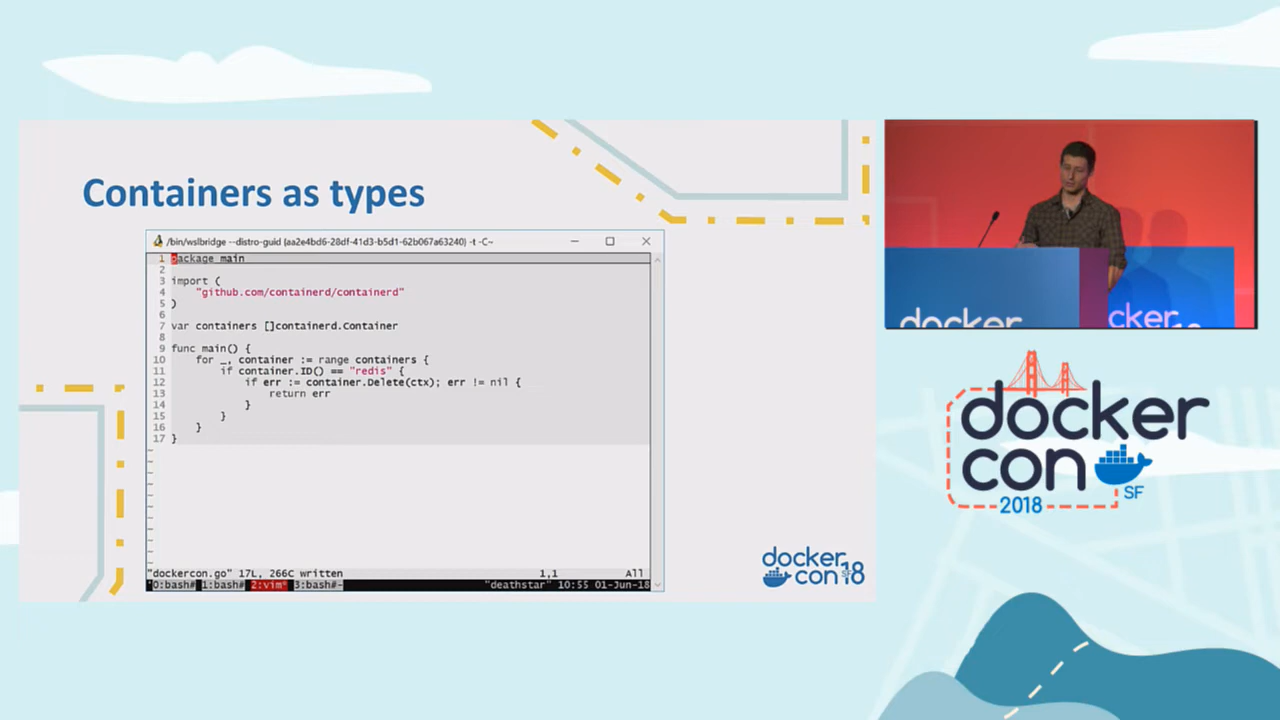 Containers as types
/bin/wslbridge --distro-guid {aa2e4bd6-28df-41d3-b5d1-62b067a63240} -t -C~
1 package main
2
3 import (
4     "github.com/containerd/containerd"
5 )
6
7 var containers []containerd.Container
8
9 func main() {
10     for _, container := range containers {
11         if container.ID() == "redis" {
12             if err := container.Delete(ctx); err != nil {
13                 return err
14             }
15         }
16     }
17 }
"dockercon.go" 17L, 266C written 1,1 All
0:bash# 1:bash# 2:vim* 3:bash#- "deathstar" 10:55 01-Jun-18
docker
con18
SF
docker
cker
docker
con
SF
2018